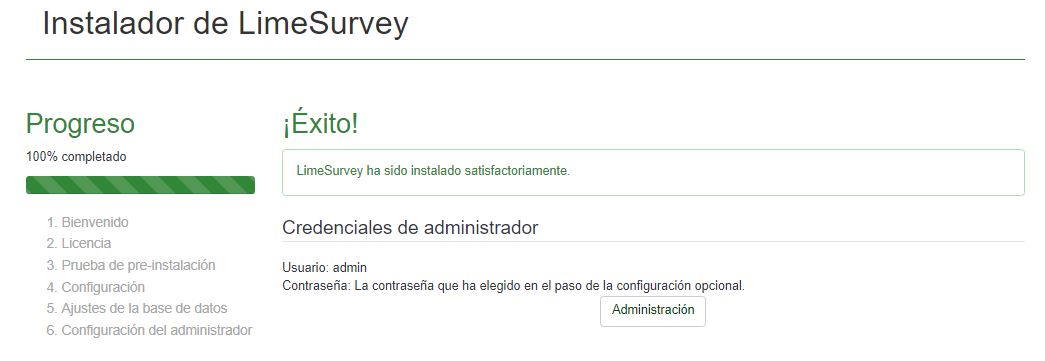 Instalador de LimeSurvey
Progreso
100% completado
1. Bienvenido
2. Licencia
3. Prueba de pre-instalación
4. Configuración
5. Ajustes de la base de datos
6. Configuración del administrador
¡Éxito!
LimeSurvey ha sido instalado satisfactoriamente.
Credenciales de administrador
Usuario: admin
Contraseña: La contraseña que ha elegido en el paso de la configuración opcional.
Administración